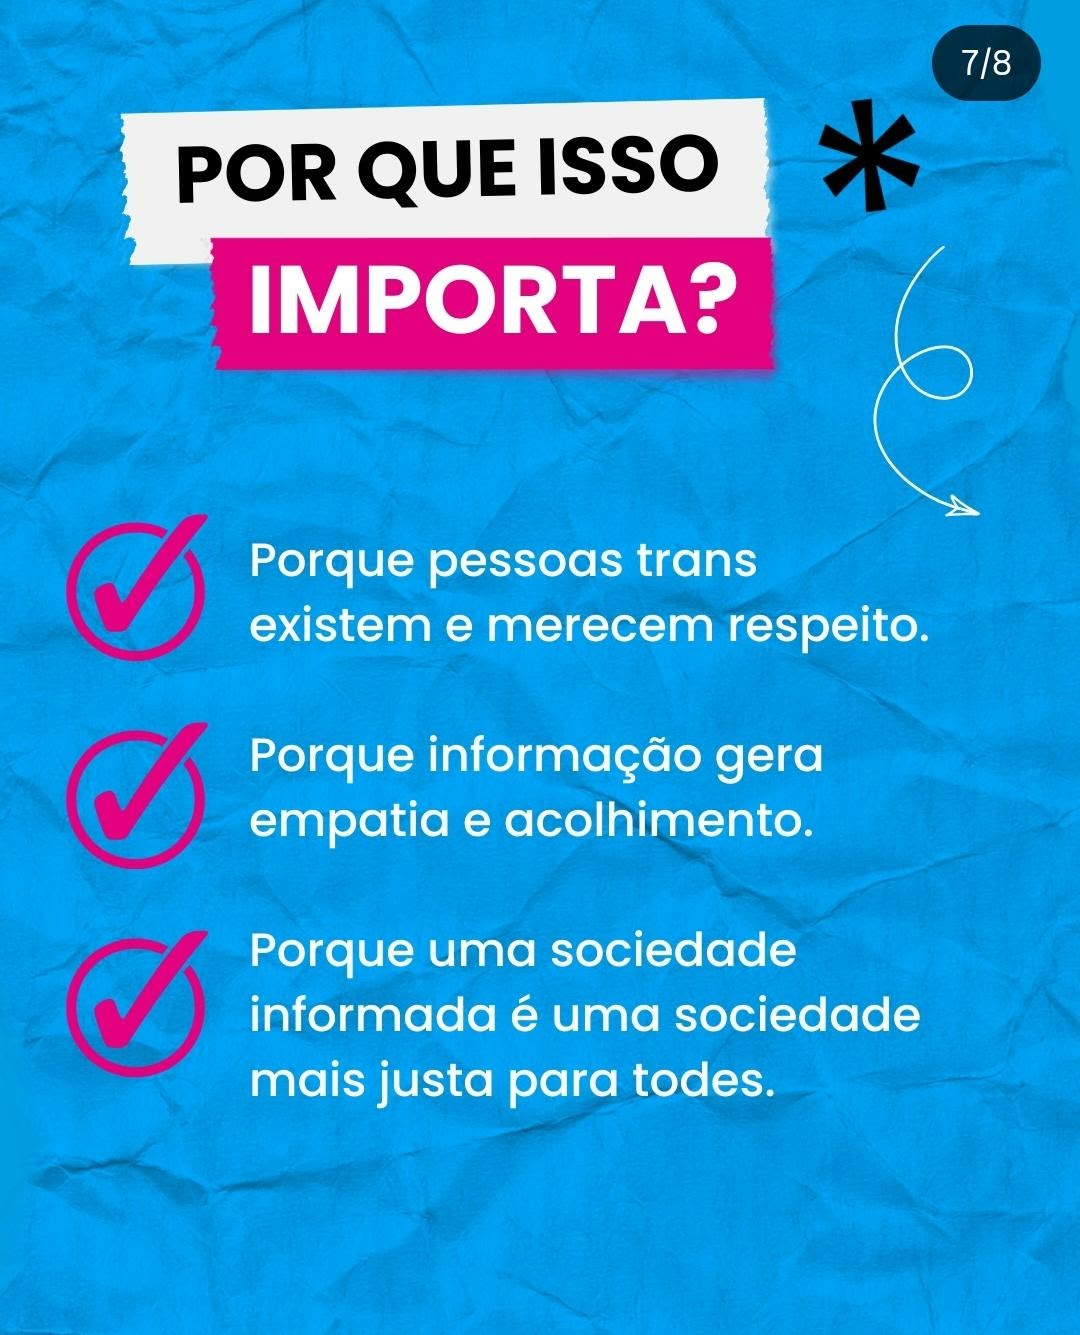 7/8
POR QUE ISSO
IMPORTA?
Porque pessoas trans
existem e merecem respeito.
Porque informação gera
empatia e acolhimento.
Porque uma sociedade
informada é uma sociedade
mais justa para todes.